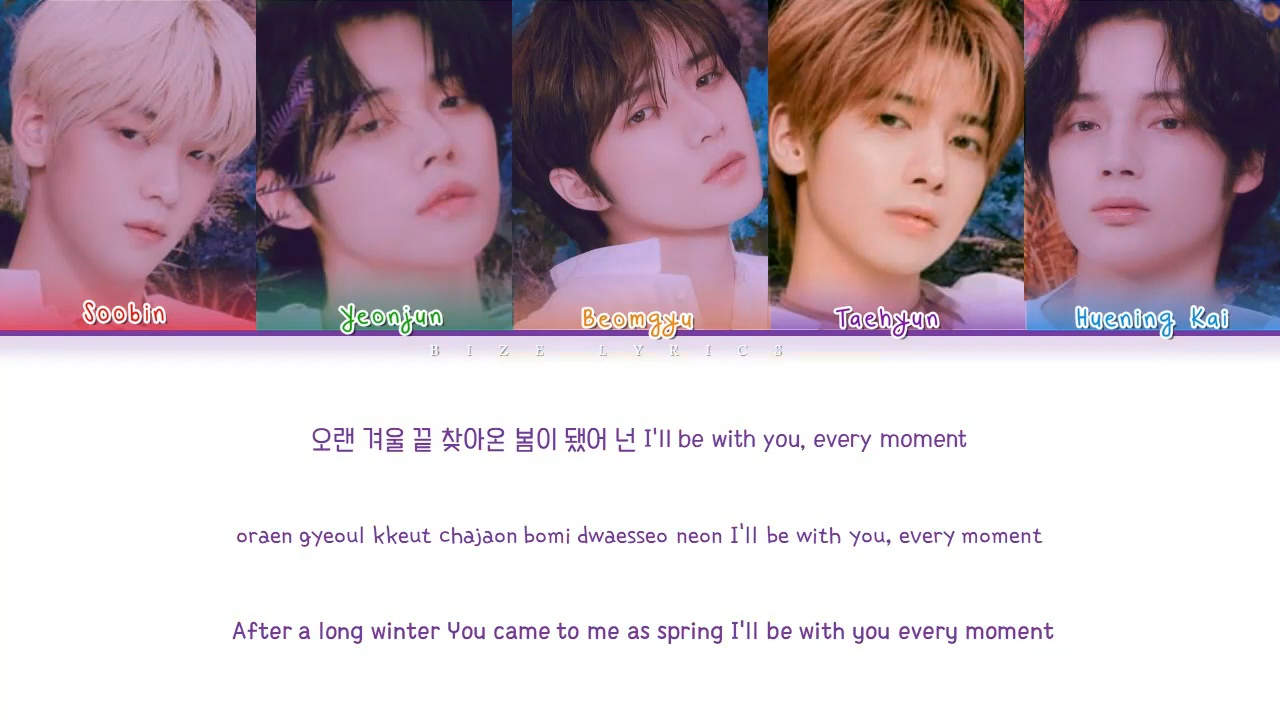 Soobin
Yeonjun
Beomgyu
Taehyun
Huening Kai
BIZE LYRICS
오랜 겨울 끝 찾아온 봄이 됐어 넌 I'll be with you, every moment
oraen gyeoul kkeut chajaon bomi dwaesseo neon I'll be with you, every moment
After a long winter You came to me as spring I'll be with you every moment